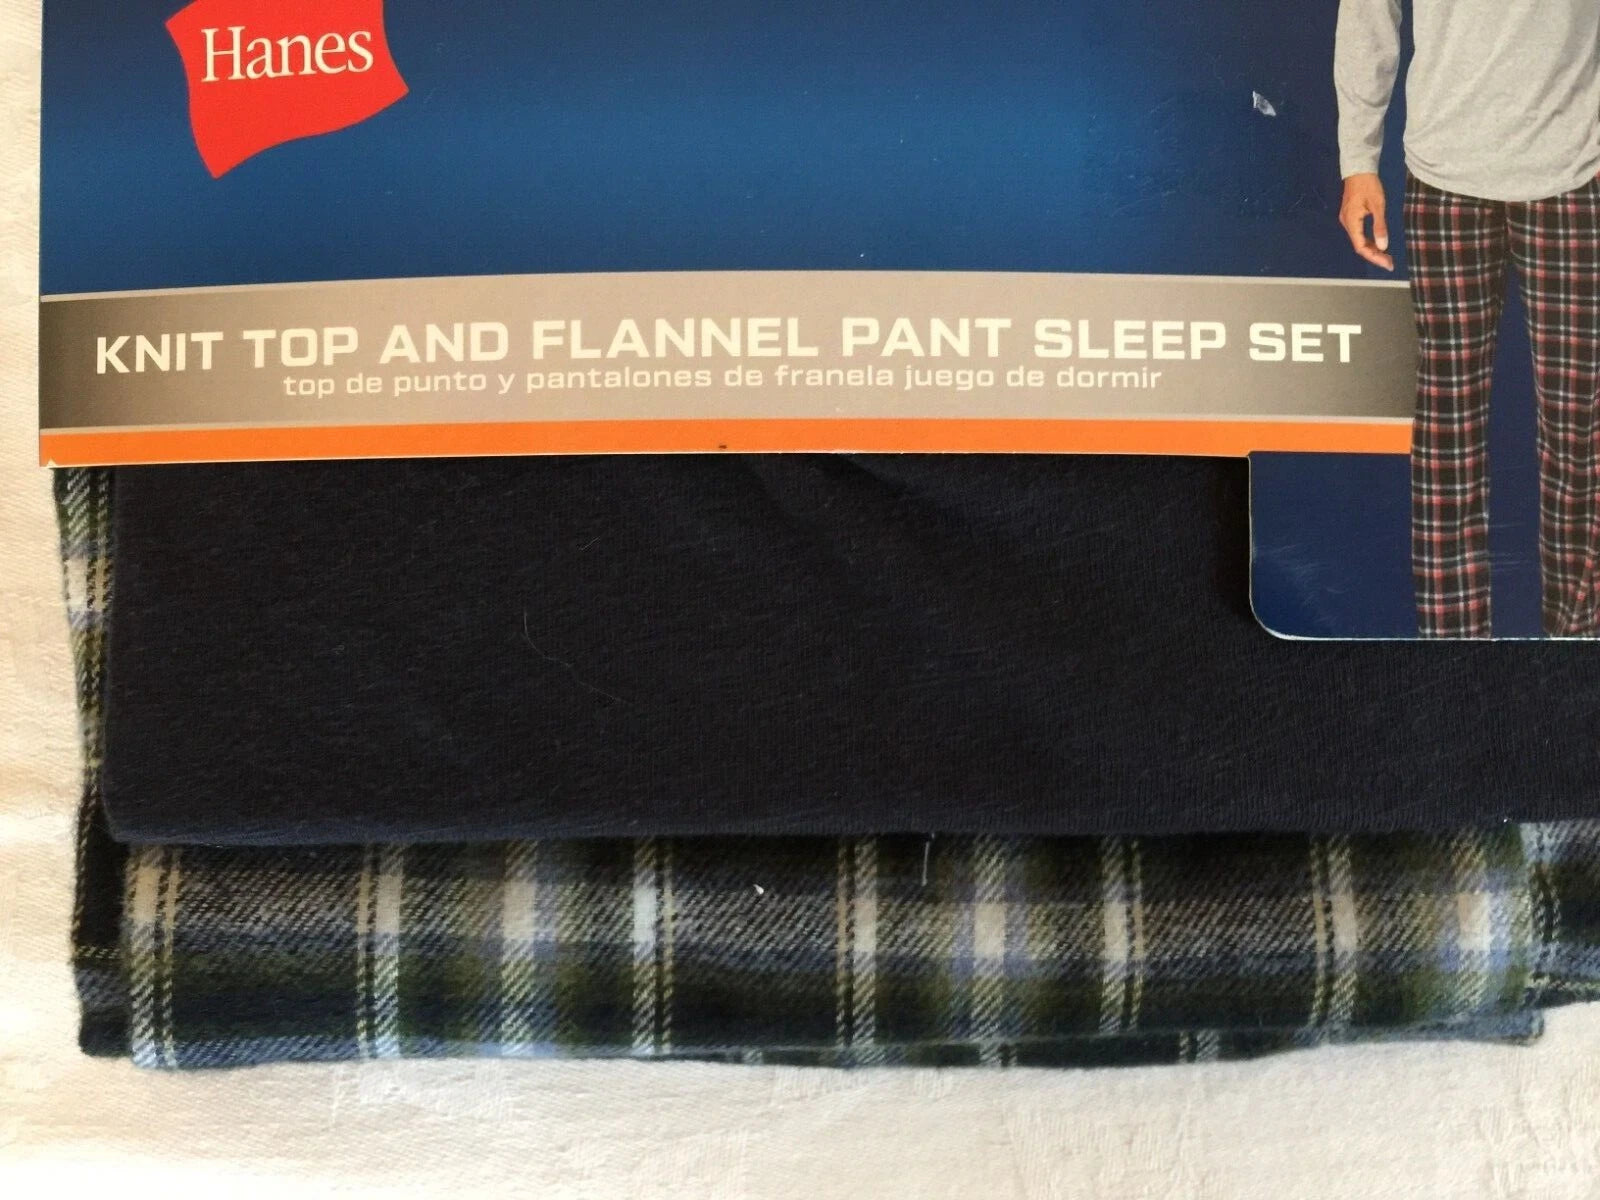 Hanes
KNIT TOP AND FLANNEL PANT SLEEP SET
top de punto y pantalones de franela juego de dormir